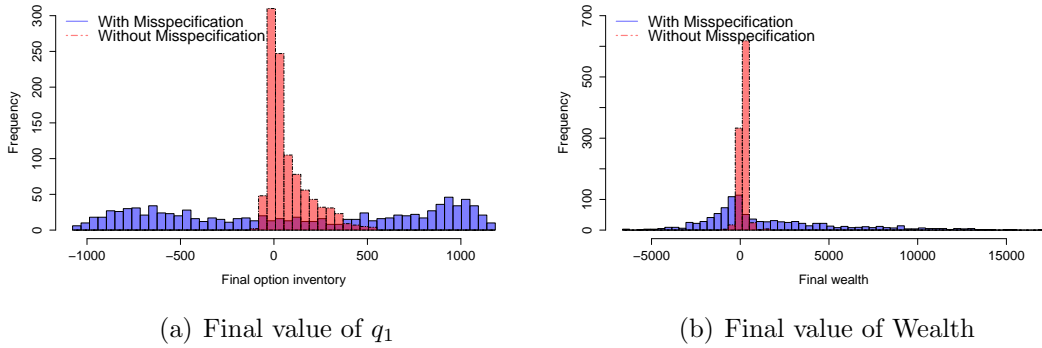 With Misspecification
Without Misspecification
Frequency
0 50 100 150 200 250 300
−1000 −500 0 500 1000
Final option inventory
(a) Final value of q1
With Misspecification
Without Misspecification
Frequency
0 100 300 500 700
−5000 0 5000 10000 15000
Final wealth
(b) Final value of Wealth